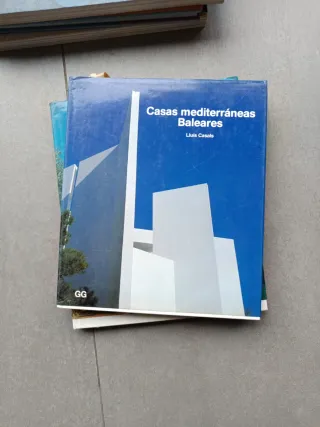 Casas mediterráneas
Baleares
Lluís Casals
GG